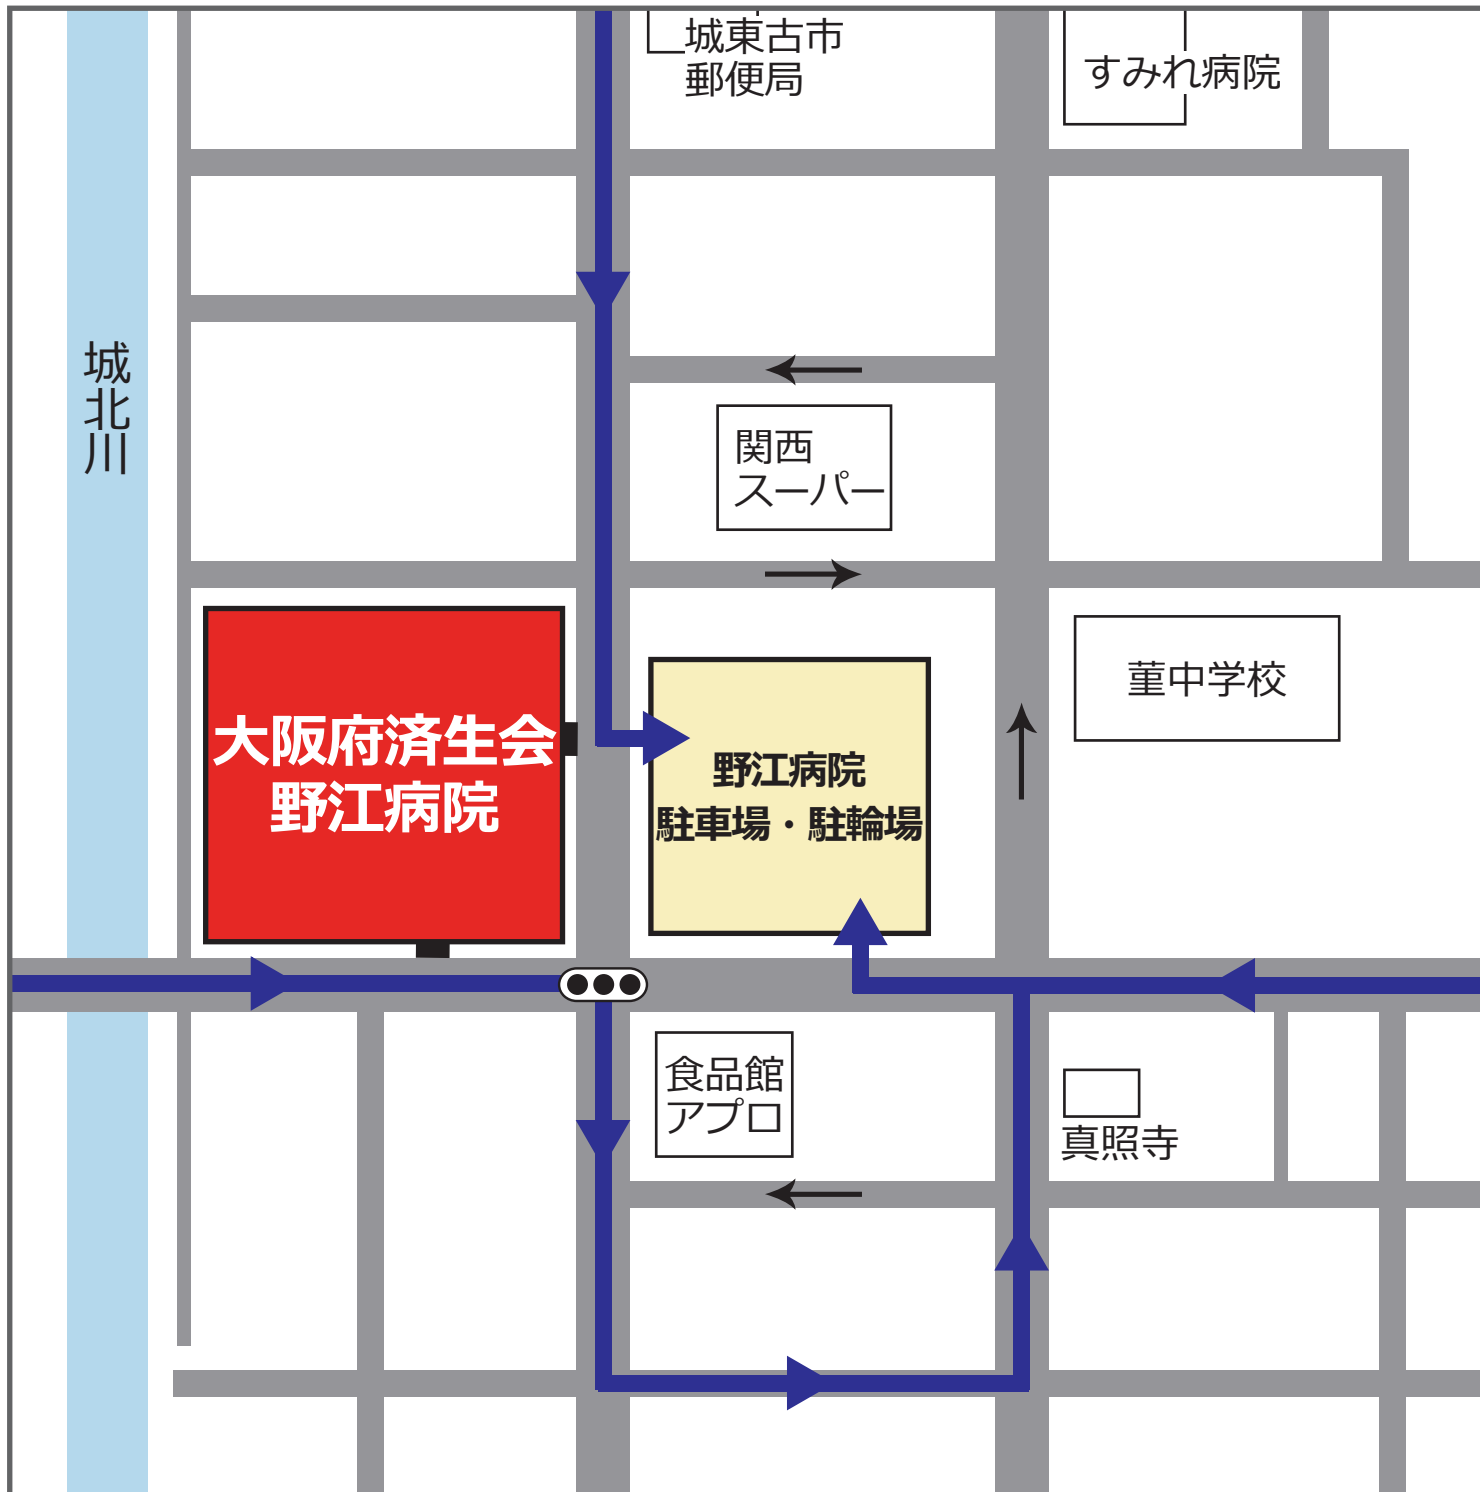 城東古市
郵便局
すみれ病院
城北川
関西
スーパー
大阪府済生会
野江病院
野江病院
駐車場・駐輪場
菫中学校
食品館
アプロ
真照寺